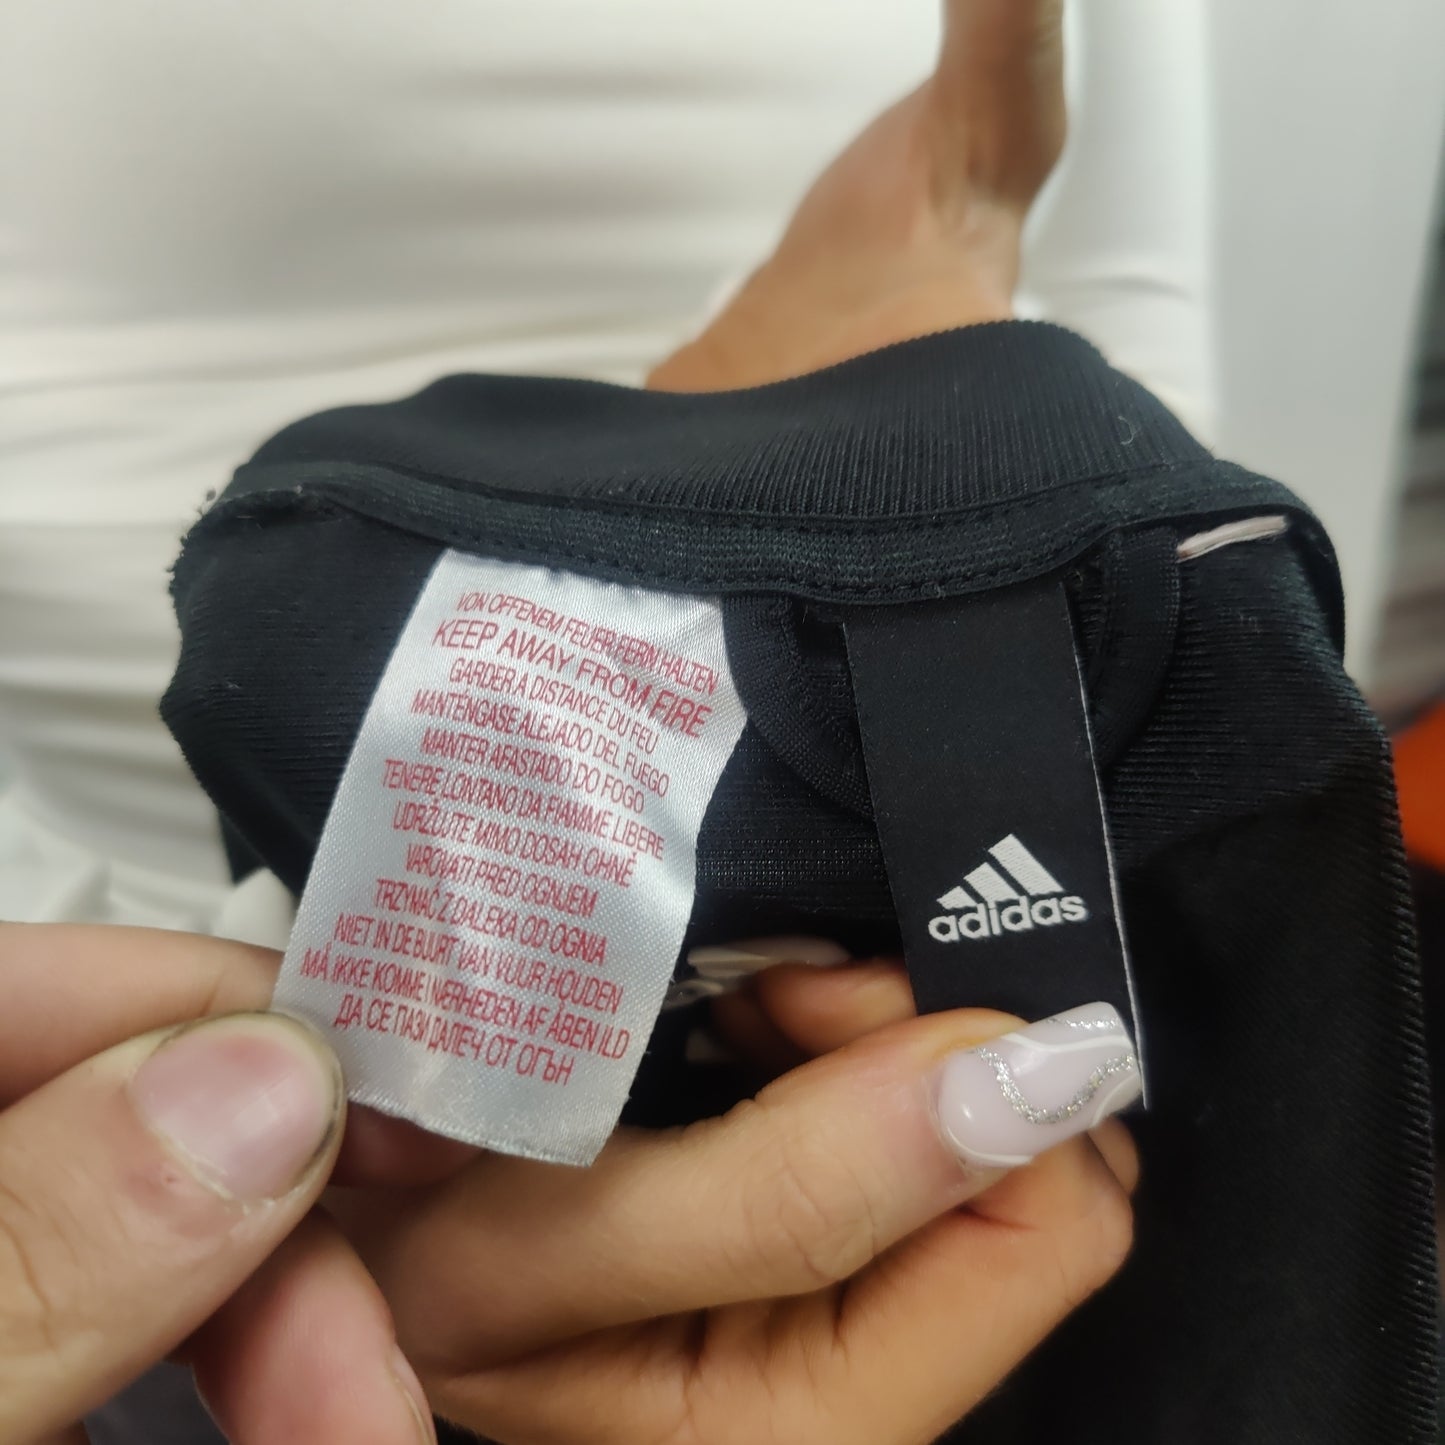 VON OFFENEM FEUER FERN HALTEN
KEEP AWAY FROM FIRE
GARDER A DISTANCE DU FEU
MANTENGASE ALEJADO DEL FUEGO
MANTER AFASTADO DO FOGO
TENERE LONTANO DA FIAMME LIBERE
UDRŽUJTE MIMO DOSAH OHNĚ
VAROVATI PRED OGNJEM
TRZYMAĆ Z DALEKA OD OGNIA
NIET IN DE BUURT VAN VUUR HOUDEN
MÅ IKKE KOMME I NÆRHEDEN AF ÅBEN ILD
ДА СЕ ПАЗИ ДАЛЕЧ ОТ ОГЪН
adidas